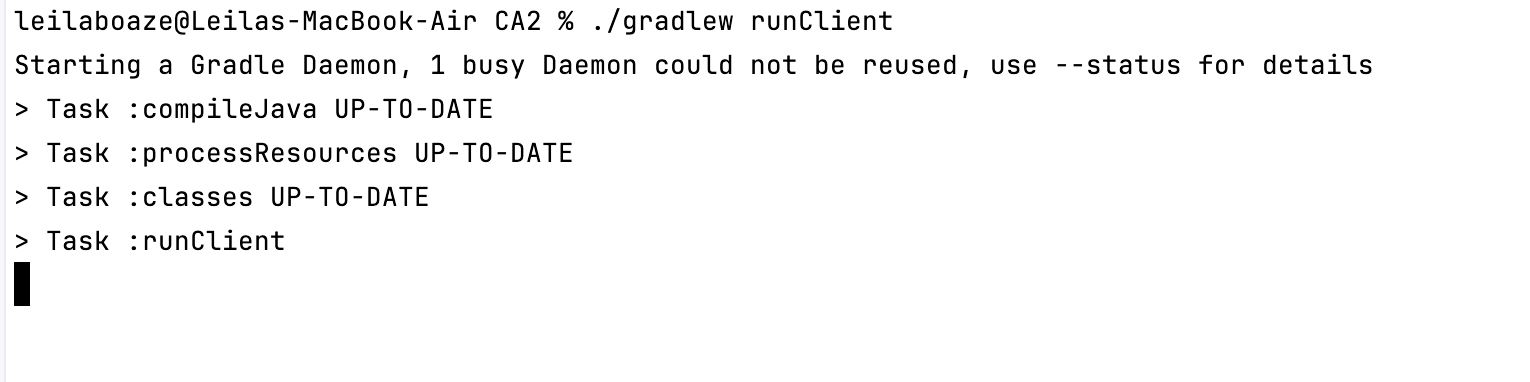 leilaboaze@Leilas-MacBook-Air CA2 % ./gradlew runClient
Starting a Gradle Daemon, 1 busy Daemon could not be reused, use --status for details
> Task :compileJava UP-TO-DATE
> Task :processResources UP-TO-DATE
> Task :classes UP-TO-DATE
> Task :runClient